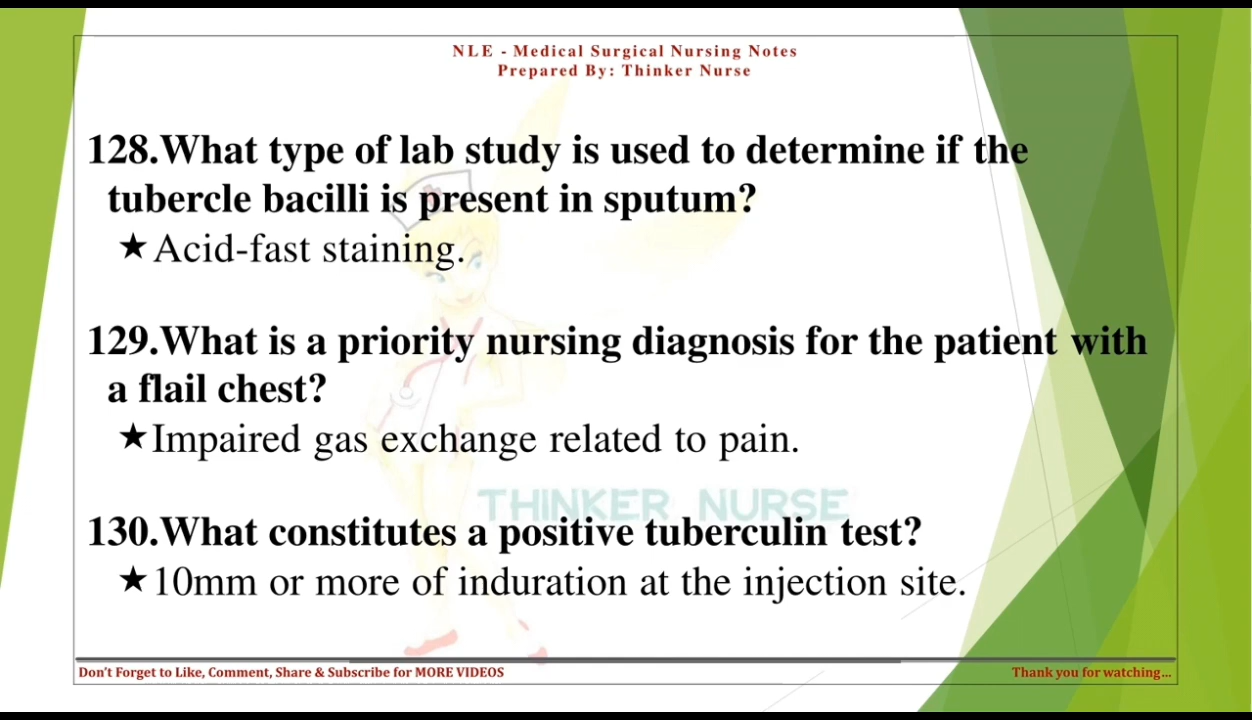 NLE - Medical Surgical Nursing Notes
Prepared By: Thinker Nurse
128.What type of lab study is used to determine if the
tubercle bacilli is present in sputum?
★Acid-fast staining.
129.What is a priority nursing diagnosis for the patient with
a flail chest?
★Impaired gas exchange related to pain.
THINKER NURSE
130.What constitutes a positive tuberculin test?
★10mm or more of induration at the injection site.
Don't Forget to Like, Comment, Share & Subscribe for MORE VIDEOS
Thank you for watching...